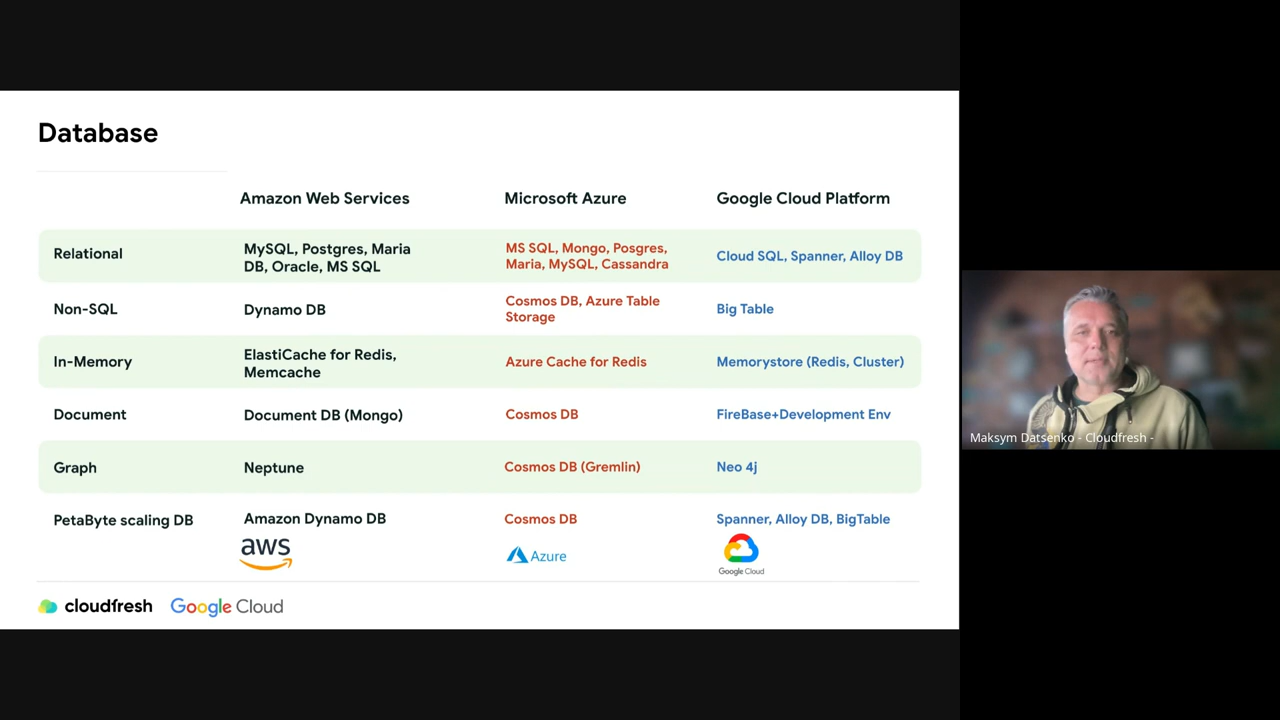 Database
Amazon Web Services
Microsoft Azure
Google Cloud Platform
Relational
MySQL, Postgres, Maria
DB, Oracle, MS SQL
MS SQL, Mongo, Posgres,
Maria, MySQL, Cassandra
Cloud SQL, Spanner, Alloy DB
Non-SQL
Dynamo DB
Cosmos DB, Azure Table
Storage
Big Table
In-Memory
ElastiCache for Redis,
Memcache
Azure Cache for Redis
Memorystore (Redis, Cluster)
Document
Document DB (Mongo)
Cosmos DB
FireBase+Development Env
Graph
Neptune
Cosmos DB (Gremlin)
Neo 4j
PetaByte scaling DB
Amazon Dynamo DB
Cosmos DB
Spanner, Alloy DB, BigTable
aws
Azure
Google Cloud
cloudfresh
Google Cloud
Maksym Datsenko - Cloudfresh -